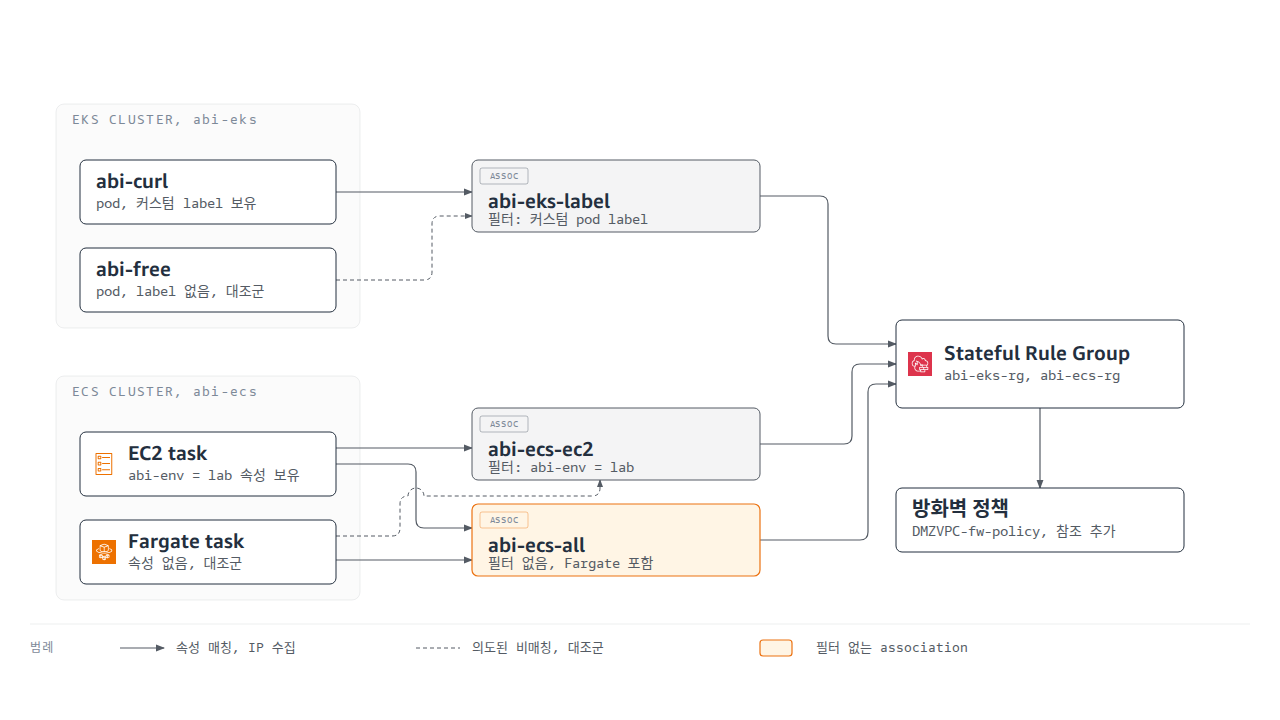 EKS CLUSTER, abi-eks
abi-curl
pod, 커스텀 label 보유
abi-free
pod, label 없음, 대조군
ASSOC
abi-eks-label
필터: 커스텀 pod label
ECS CLUSTER, abi-ecs
EC2 task
abi-env = lab 속성 보유
Fargate task
속성 없음, 대조군
ASSOC
abi-ecs-ec2
필터: abi-env = lab
ASSOC
abi-ecs-all
필터 없음, Fargate 포함
Stateful Rule Group
abi-eks-rg, abi-ecs-rg
방화벽 정책
DMZVPC-fw-policy, 참조 추가
범례
속성 매칭, IP 수집
의도된 비매칭, 대조군
필터 없는 association